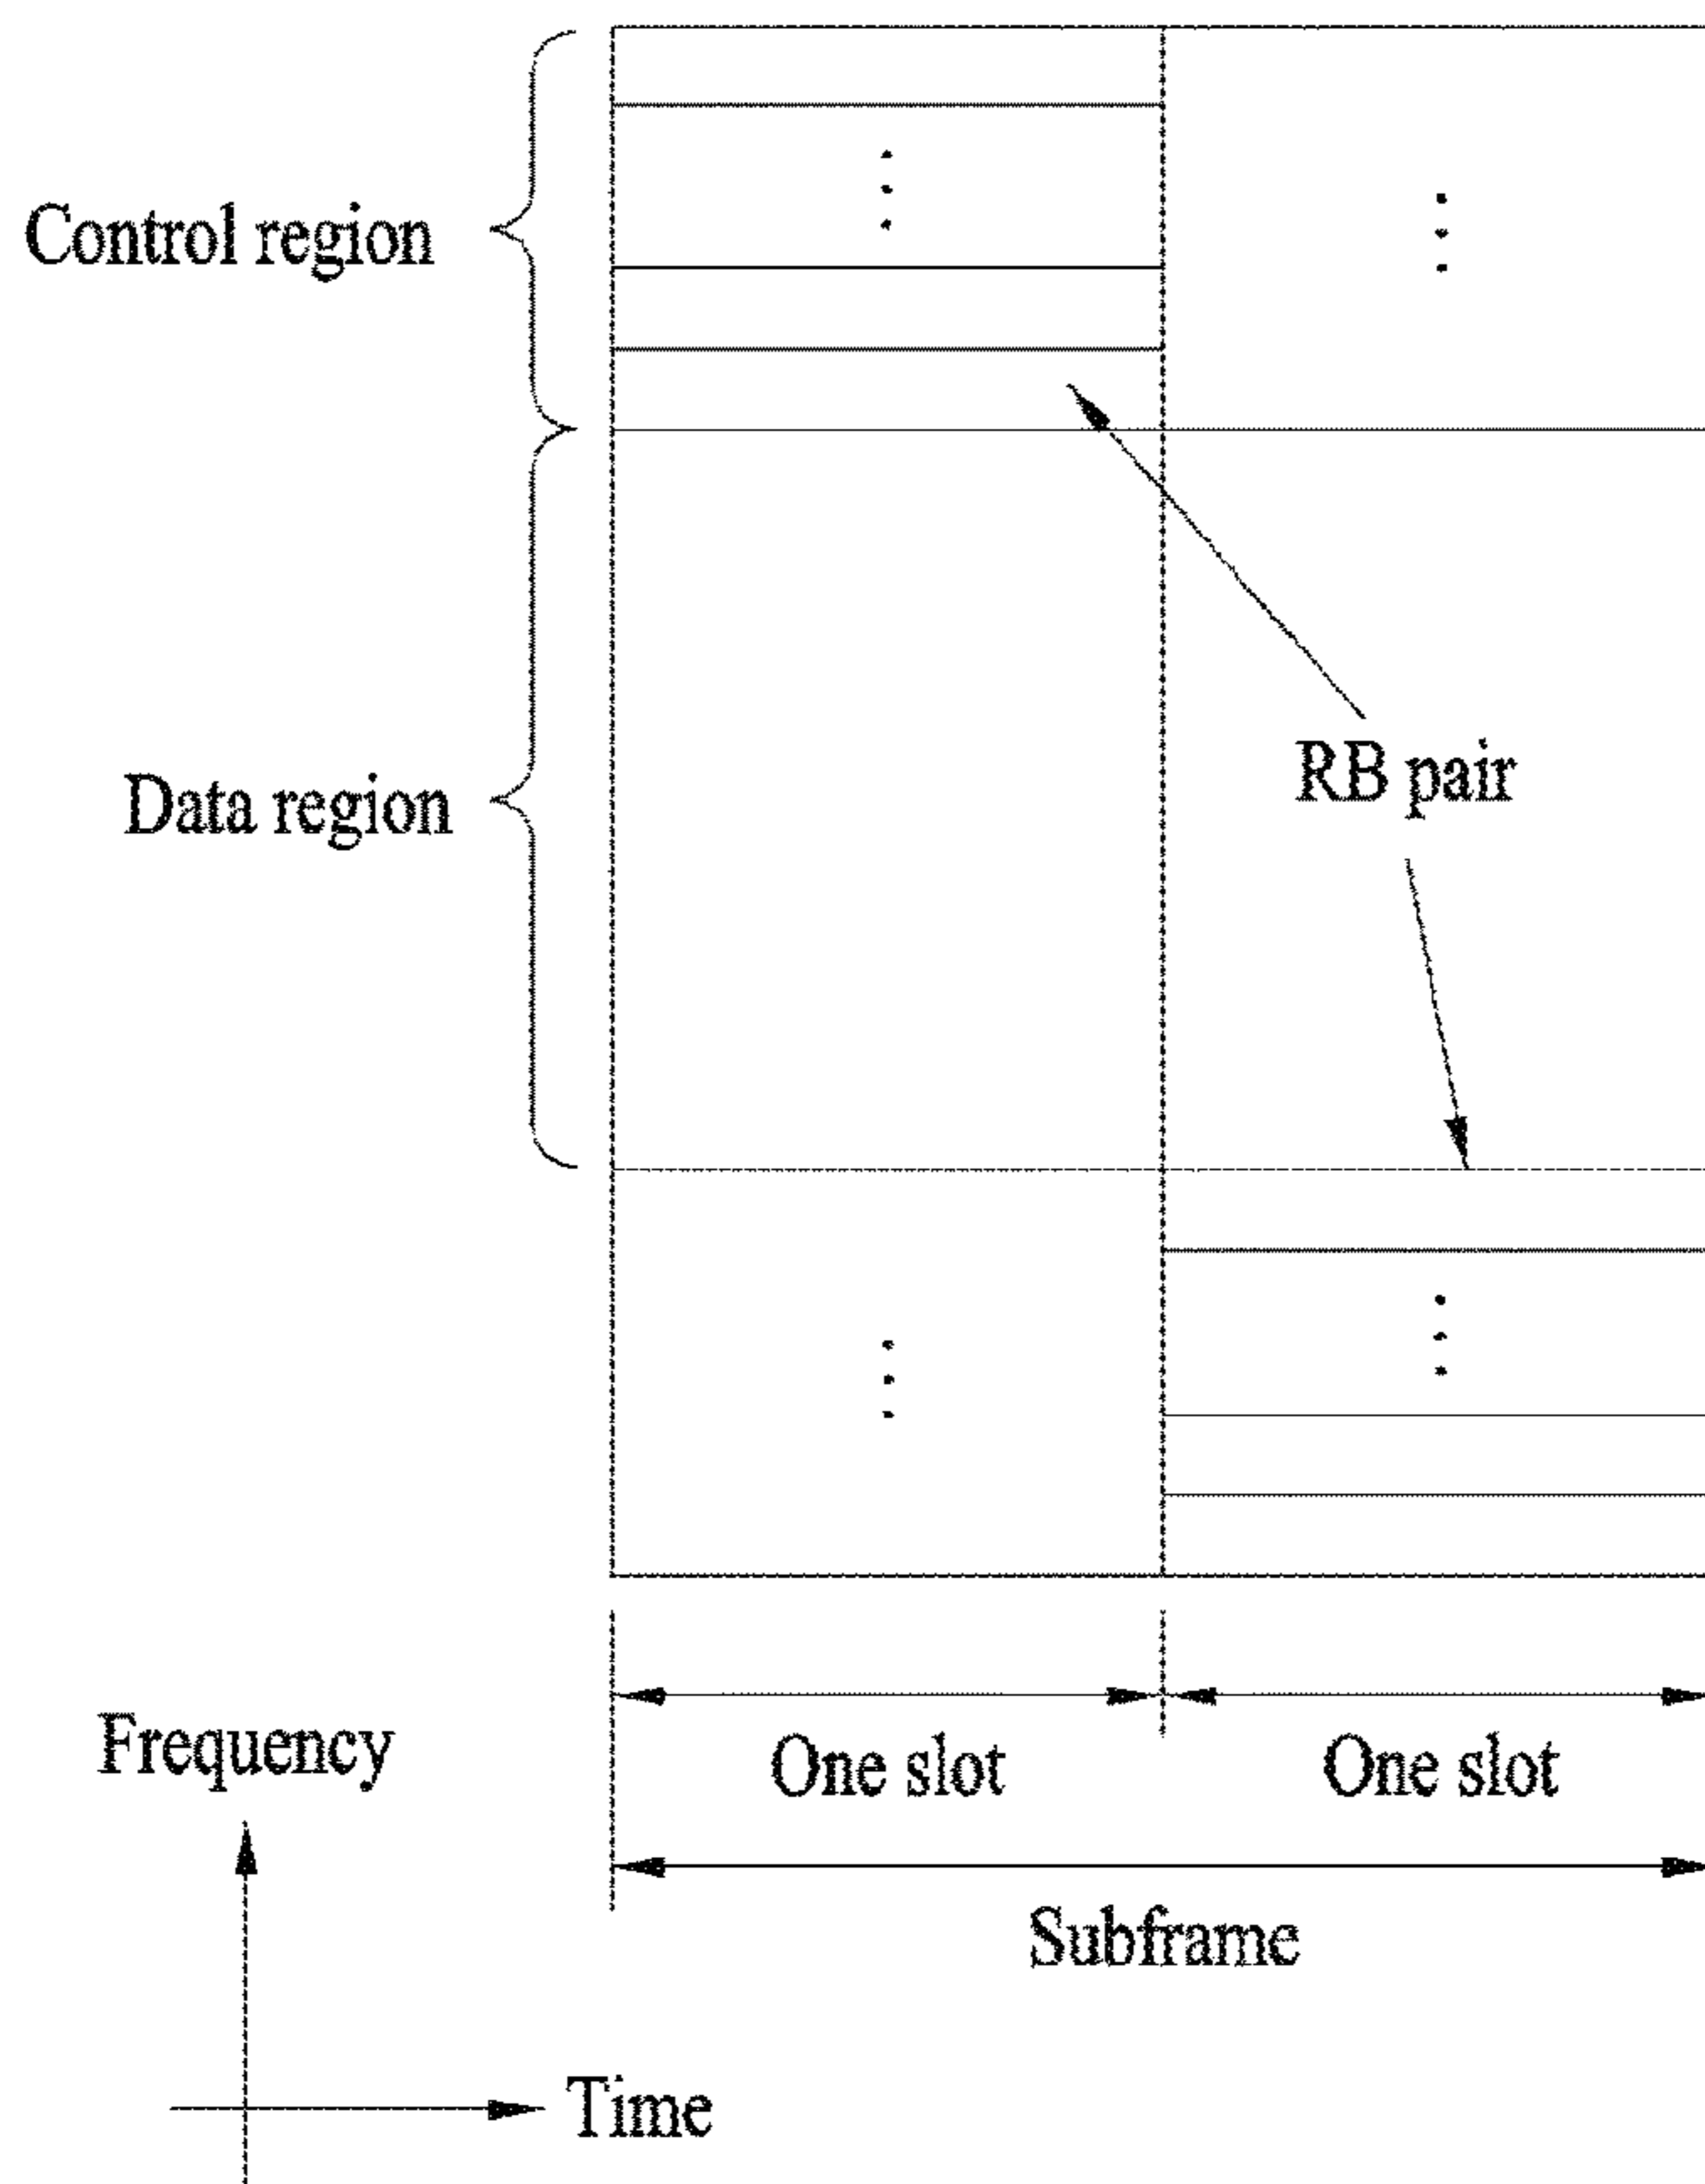 Control region
Data region
RB pair
Frequency
One slot
One slot
Subframe
Time